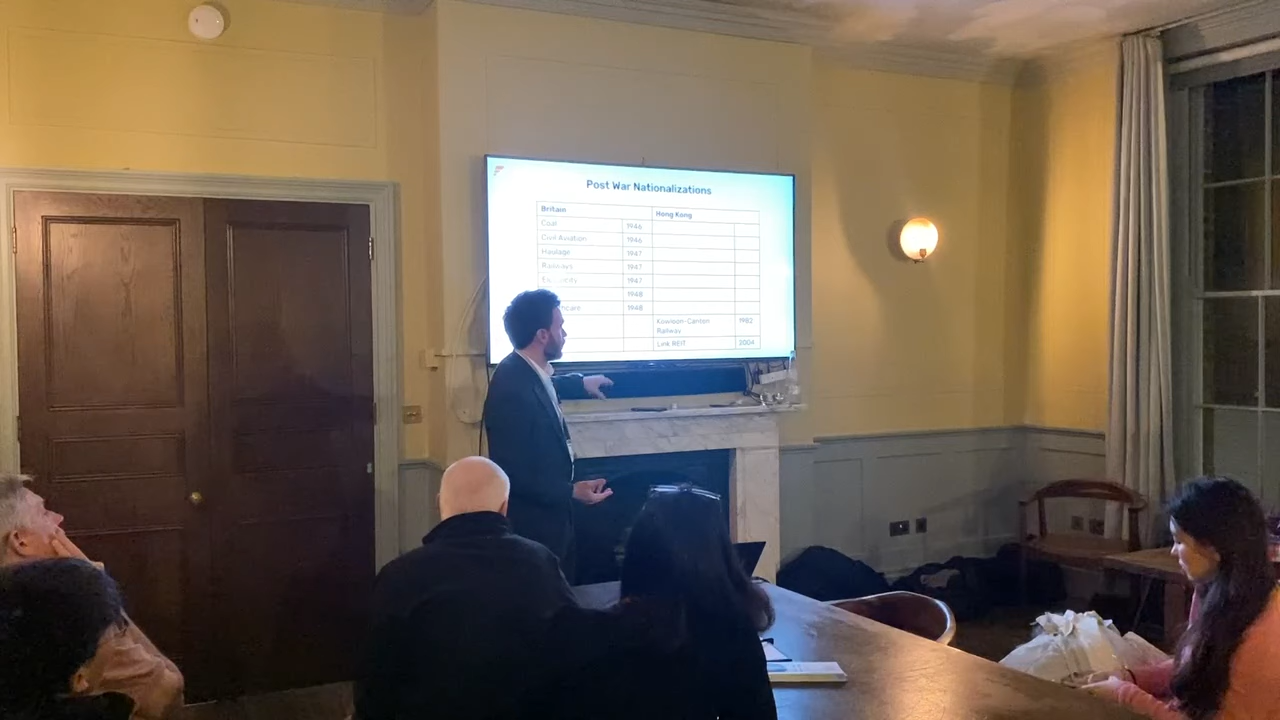 Post War Nationalizations
Britain Hong Kong
Coal 1946
Civil Aviation 1946
Haulage 1947
Railways 1947
Electricity 1947
1948
1948
Kowloon-Canton 1982
Railway
Link REIT 2004